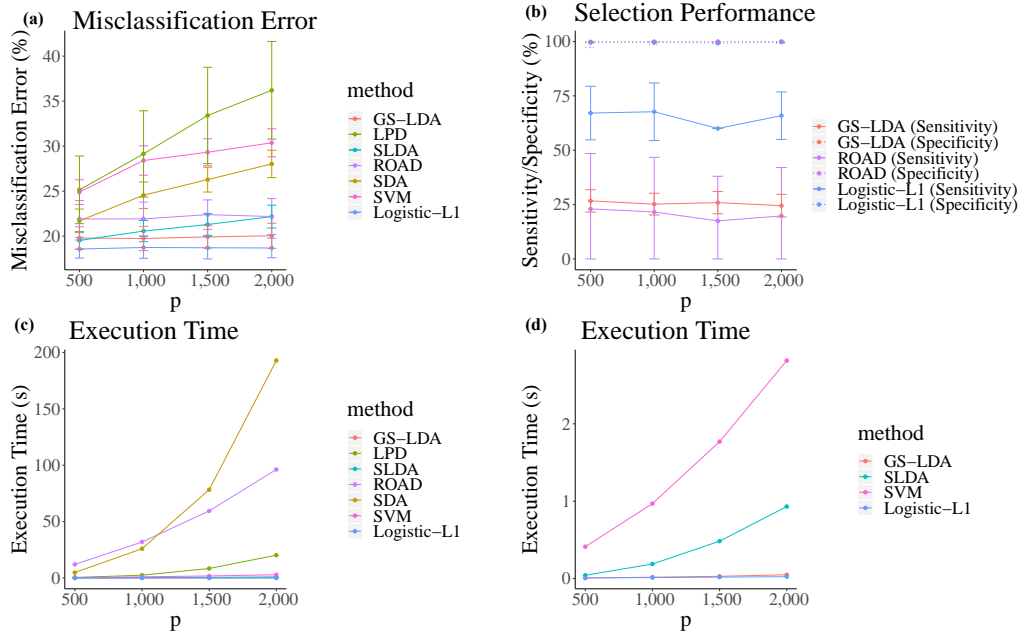 (a) Misclassification Error
Misclassification Error (%)
40
35
30
25
20
500 1,000 1,500 2,000
p
method
GS−LDA
LPD
SLDA
ROAD
SDA
SVM
Logistic−L1
(b) Selection Performance
Sensitivity/Specificity (%)
100
75
50
25
0
500 1,000 1,500 2,000
p
GS−LDA (Sensitivity)
GS−LDA (Specificity)
ROAD (Sensitivity)
ROAD (Specificity)
Logistic−L1 (Sensitivity)
Logistic−L1 (Specificity)
(c) Execution Time
Execution Time (s)
200
150
100
50
0
500 1,000 1,500 2,000
p
method
GS−LDA
LPD
SLDA
ROAD
SDA
SVM
Logistic−L1
(d) Execution Time
Execution Time (s)
2
1
0
500 1,000 1,500 2,000
p
method
GS−LDA
SLDA
SVM
Logistic−L1